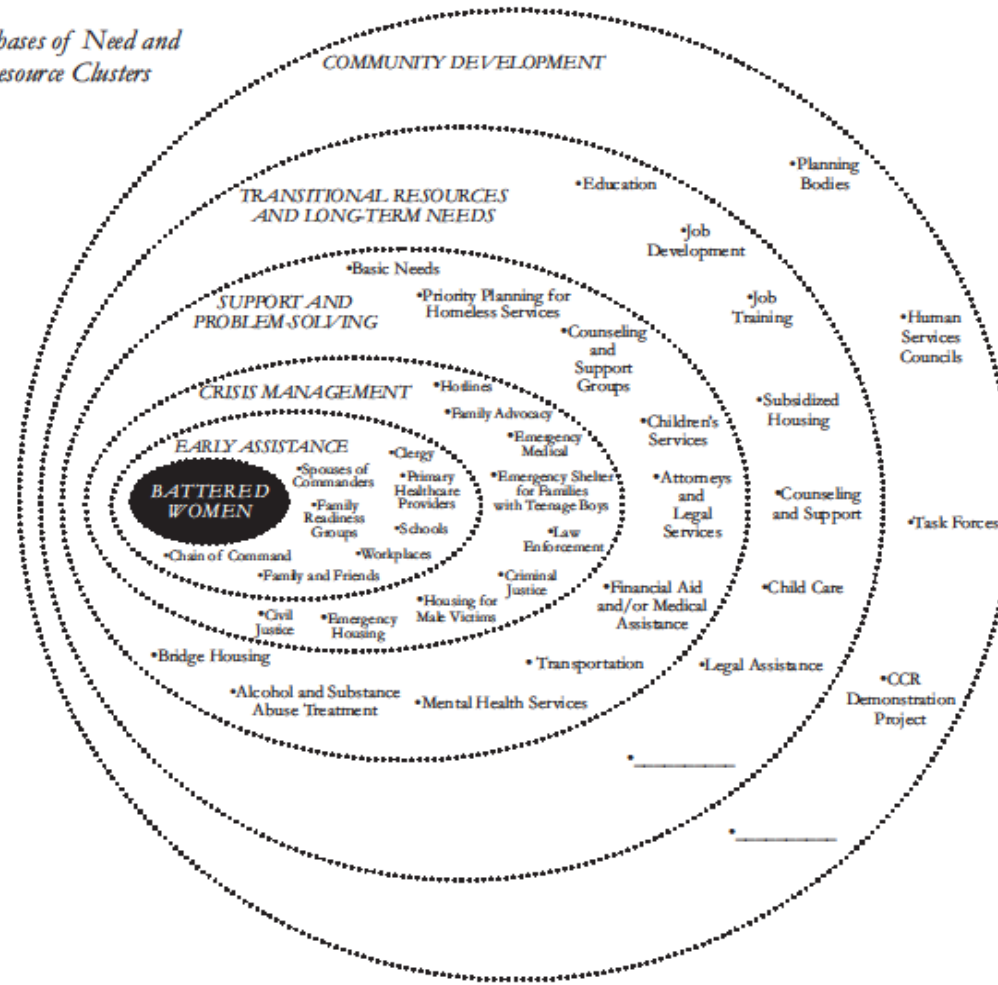 hases of Need and
esource Clusters
COMMUNITY DEVELOPMENT
•Planning
Bodies
•Human
Services
Councils
•Task Forces
•CCR
Demonstration
Project
TRANSITIONAL RESOURCES
AND LONG-TERM NEEDS
•Education
•Job
Development
•Job
Training
•Subsidized
Housing
•Counseling
and Support
•Child Care
•Legal Assistance
•__________
•__________
SUPPORT AND
PROBLEM-SOLVING
•Basic Needs
•Priority Planning for
Homeless Services
•Counseling
and
Support
Groups
•Children's
Services
•Attorneys
and
Legal
Services
•Financial Aid
and/or Medical
Assistance
•Transportation
•Mental Health Services
•Alcohol and Substance
Abuse Treatment
•Bridge Housing
CRISIS MANAGEMENT
•Hotlines
•Family Advocacy
•Emergency
Medical
•Emergency Shelter
for Families
with Teenage Boys
•Law
Enforcement
•Criminal
Justice
•Housing for
Male Victims
•Emergency
Housing
•Civil
Justice
EARLY ASSISTANCE
•Clergy
•Spouses of
Commanders
•Primary
Healthcare
Providers
•Family
Readiness
Groups
•Schools
•Workplaces
•Chain of Command
•Family and Friends
BATTERED
WOMEN